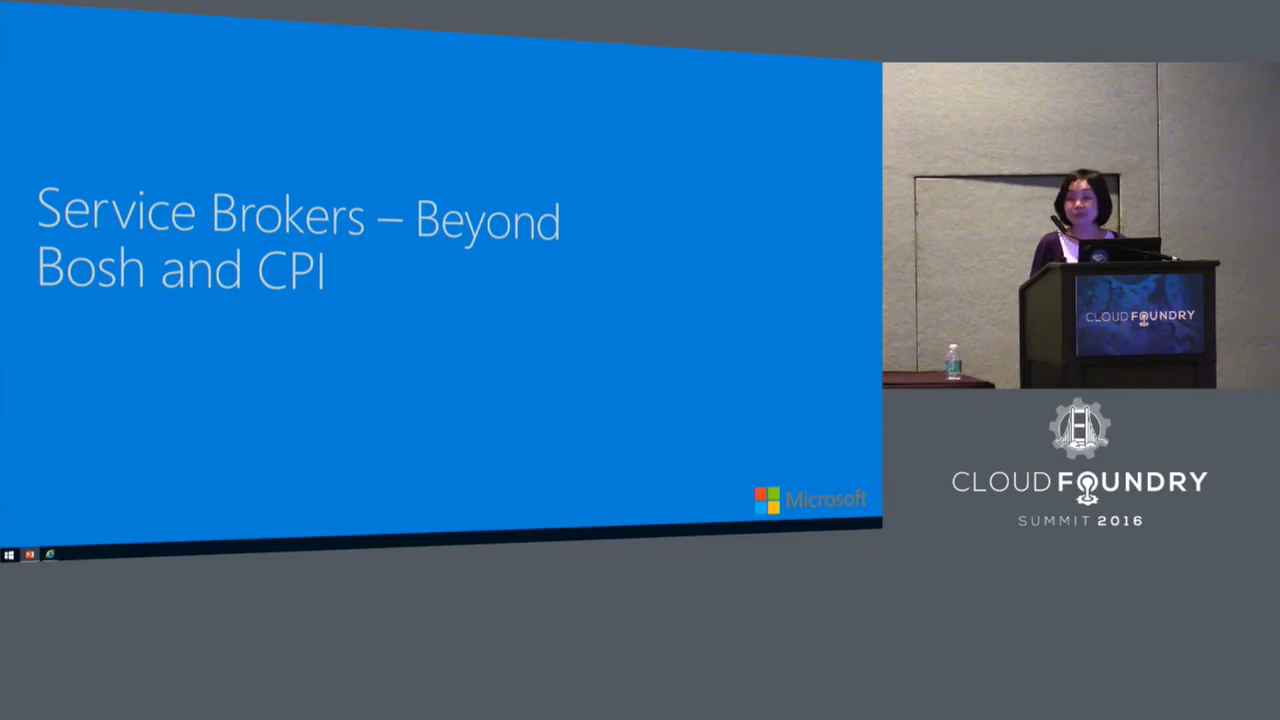 Service Brokers – Beyond
Bosh and CPI
Microsoft
CLOUD FOUNDRY
CLOUD FOUNDRY
SUMMIT 2016